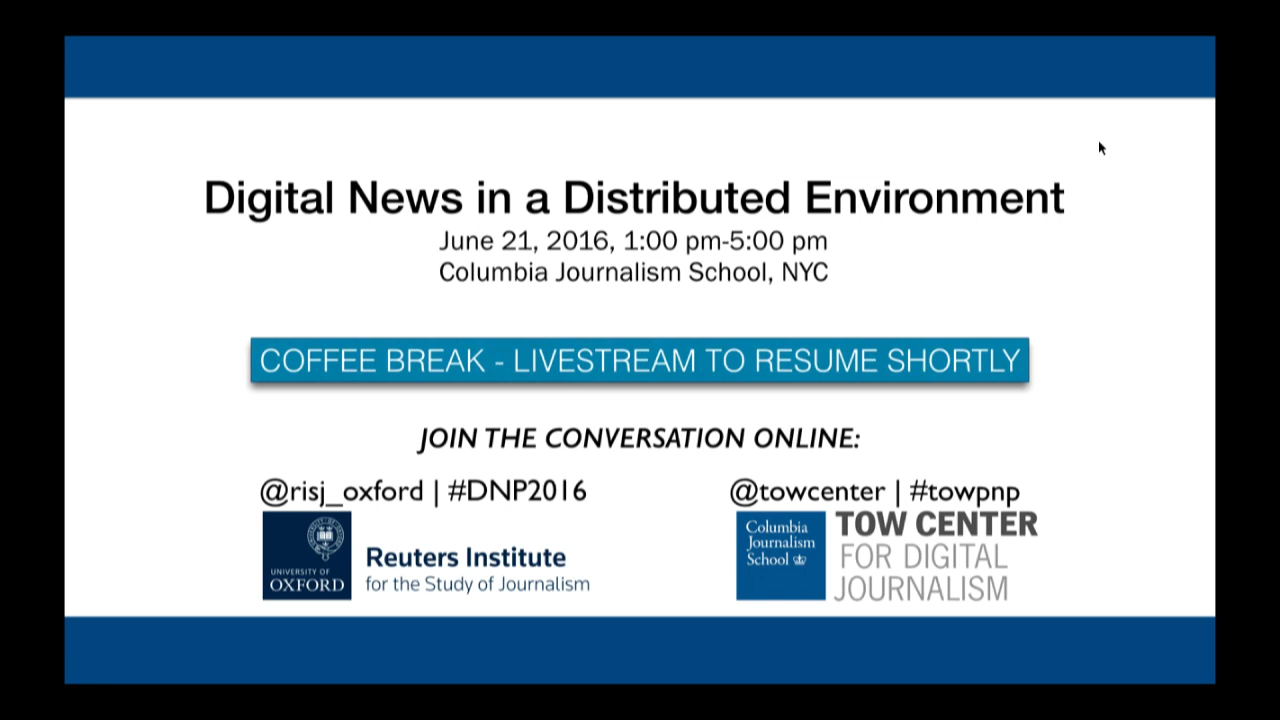 Digital News in a Distributed Environment
June 21, 2016, 1:00 pm-5:00 pm
Columbia Journalism School, NYC
COFFEE BREAK - LIVESTREAM TO RESUME SHORTLY
JOIN THE CONVERSATION ONLINE:
@risj_oxford | #DNP2016
@towcenter | #towpnp
UNIVERSITY OF
OXFORD
Reuters Institute
for the Study of Journalism
Columbia
Journalism
School
TOW CENTER
FOR DIGITAL
JOURNALISM